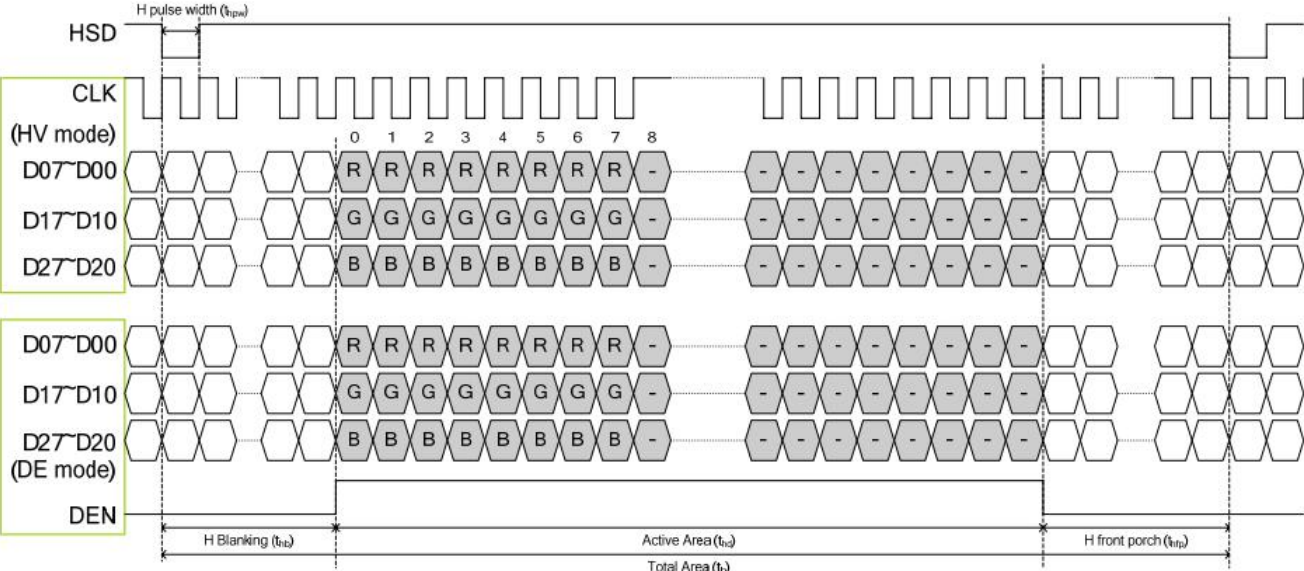 H pulse width (thpw)
HSD
CLK
(HV mode)
0 1 2 3 4 5 6 7 8
D07~D00 R R R R R R R R - - - - - - - - -
D17~D10 G G G G G G G G - - - - - - - - -
D27~D20 B B B B B B B B - - - - - - - - -
D07~D00 R R R R R R R R - - - - - - - - -
D17~D10 G G G G G G G G - - - - - - - - -
D27~D20 B B B B B B B B - - - - - - - - -
(DE mode)
DEN
H Blanking (thb) Active Area (thd) H front porch (thfp)
Total Area (th)